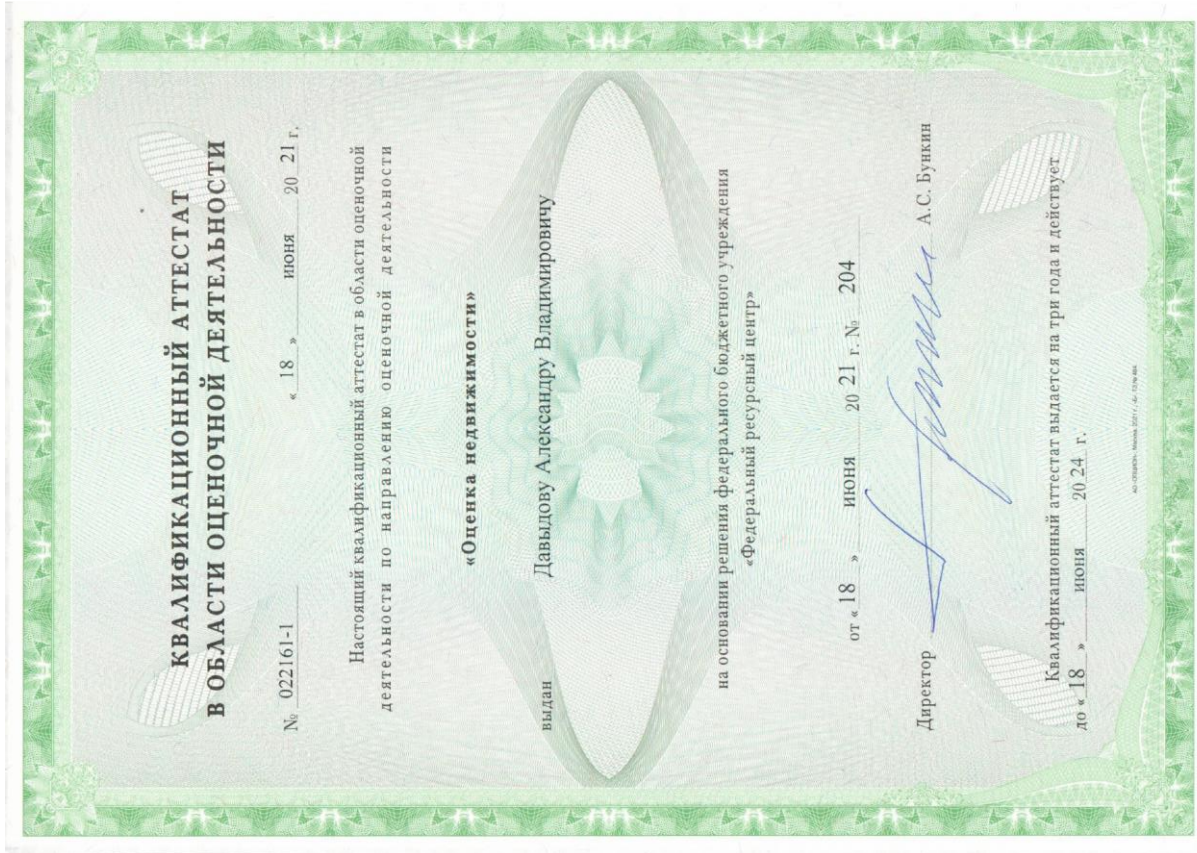 КВАЛИФИКАЦИОННЫЙ АТТЕСТАТ
В ОБЛАСТИ ОЦЕНОЧНОЙ ДЕЯТЕЛЬНОСТИ
№ 022161-1 « 18 » июня 20 21 г.
Настоящий квалификационный аттестат в области оценочной
деятельности по направлению оценочной деятельности
«Оценка недвижимости»
выдан Давыдову Александру Владимировичу
на основании решения федерального бюджетного учреждения
«Федеральный ресурсный центр»
от « 18 » июня 20 21 г. № 204
Директор А.С. Бункин
Квалификационный аттестат выдается на три года и действует
до « 18 » июня 20 24 г.